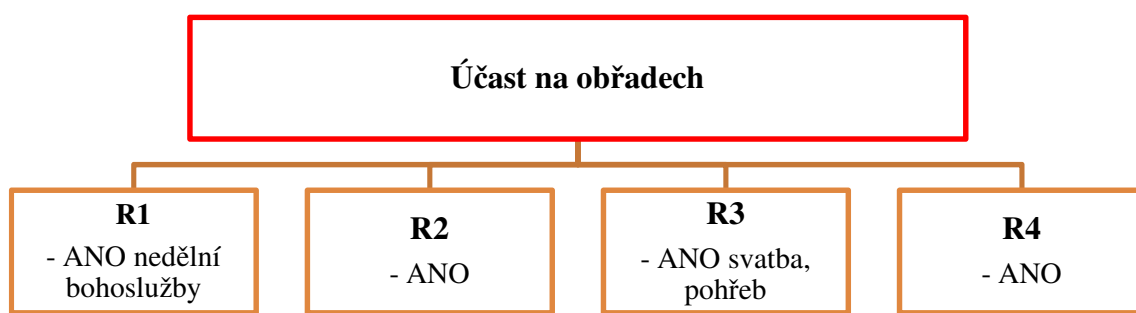 Účast na obřadech
R1
- ANO nedělní
bohoslužby
R2
- ANO
R3
- ANO svatba,
pohřeb
R4
- ANO